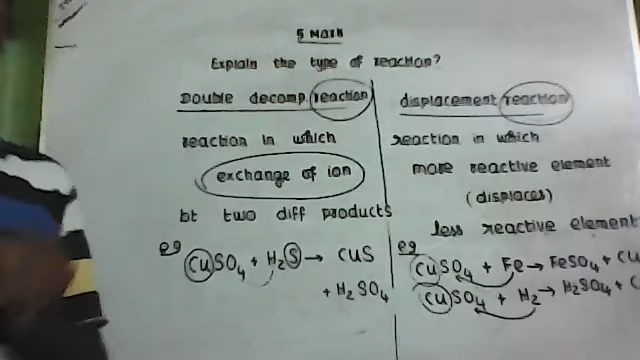 5 MARK
Explain the type of reaction?
Double decomp. reaction
reaction in which
exchange of ion
bt two diff products
eg
CuSO4 + H2S → CuS
+ H2SO4
displacement reaction
reaction in which
more reactive element
(displaces)
less reactive element
eg
CuSO4 + Fe → FeSO4 + Cu
CuSO4 + H2 → H2SO4 + C